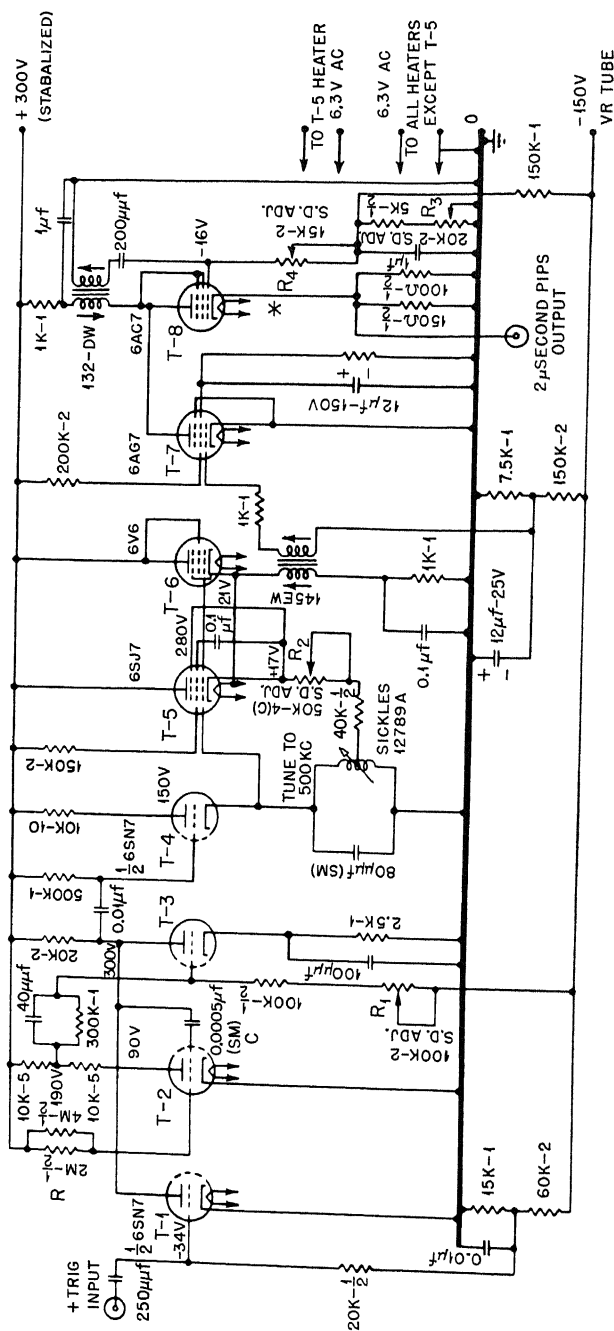 + 300V
(STABALIZED)
1K-1
1μf
132-DW
200μμf
6AG7
T-8
-16V
*
R4
15K-2
S.D. ADJ.
TO T-5 HEATER
6.3V AC
6.3V AC
TO ALL HEATERS
EXCEPT T-5
0
5K-½
20K-2 S.D. ADJ
R3
1μf
100Ω-½
150Ω-½
150K-1
-150V
VR TUBE
2μSECOND PIPS
OUTPUT
200K-2
6AG7
T-7
12μf-150V
+
-
1K-1
7.5K-1
150K-2
6V6
T-6
21V
145EW
1K-1
0.1μf
12μf-25V
+
-
6SJ7
280V
0.1
μf
T-5
+17V
R2
S.D. ADJ.
50K-4(C)
40K-½
SICKLES
12789A
150K-2
150V
TUNE TO
500KC
80μμf(SM)
10K-10
½6SN7
T-4
500K-1
0.01μf
20K-2
300V
T-3
2.5K-1
100μμf
40μμf
300K-1
100K-½
R1
S.D. ADJ.
100K-2
10K-5
190V
10K-5
90V
0.0005μf
(SM)
C
T-2
4M-½
2M-½
R
½6SN7
T-1
-34V
+TRIG
INPUT
250μμf
20K-½
0.01μf
15K-1
60K-2